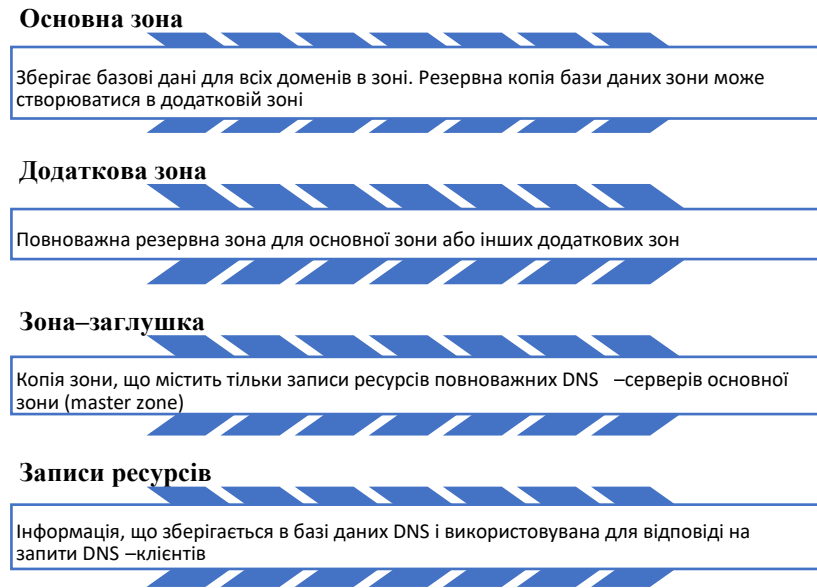 Основна зона
Зберігає базові дані для всіх доменів в зоні. Резервна копія бази даних зони може
створюватися в додатковій зоні
Додаткова зона
Повноважна резервна зона для основної зони або інших додаткових зон
Зона–заглушка
Копія зони, що містить тільки записи ресурсів повноважних DNS –серверів основної
зони (master zone)
Записи ресурсів
Інформація, що зберігається в базі даних DNS і використовувана для відповіді на
запити DNS –клієнтів